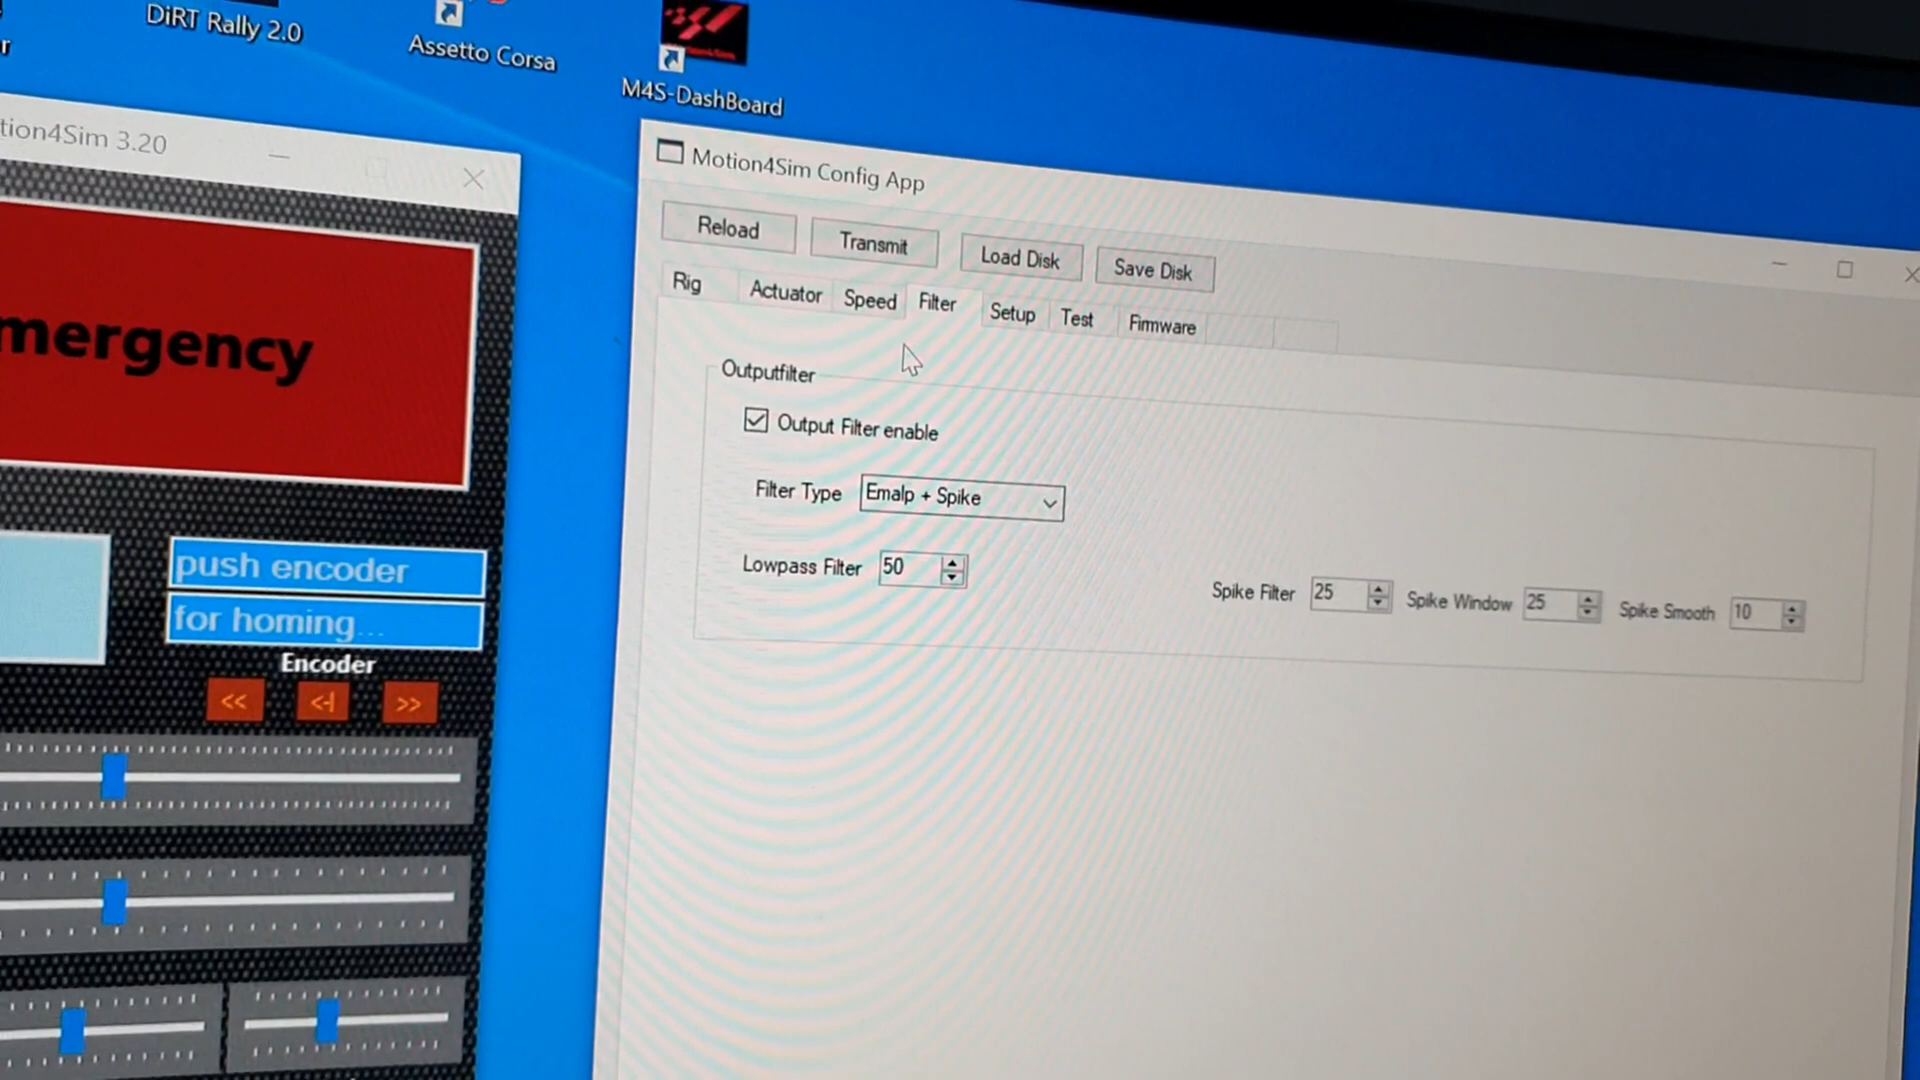 DiRT Rally 2.0
Assetto Corsa
M4S-DashBoard
tion4Sim 3.20
mergency
push encoder
for homing...
Encoder
<<
<-|
>>
Motion4Sim Config App
Reload
Transmit
Load Disk
Save Disk
Rig
Actuator
Speed
Filter
Setup
Test
Firmware
Outputfilter
Output Filter enable
Filter Type
Emalp + Spike
Lowpass Filter
50
Spike Filter
25
Spike Window
25
Spike Smooth
10